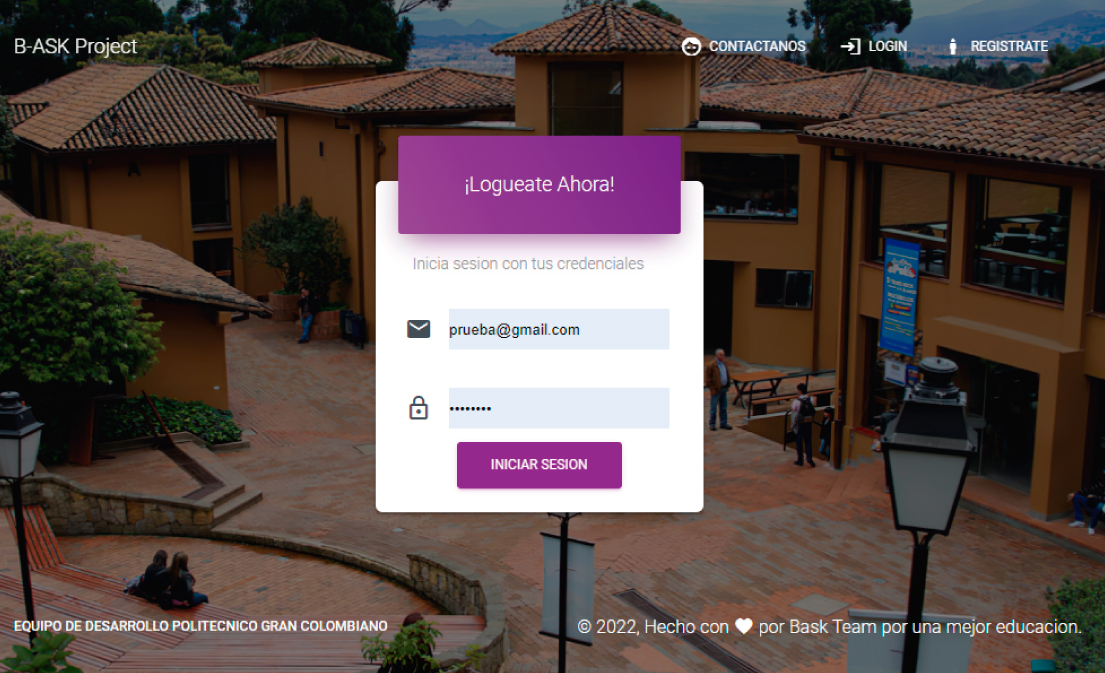 B-ASK Project
CONTACTANOS
LOGIN
REGISTRATE
¡Logueate Ahora!
Inicia sesion con tus credenciales
prueba@gmail.com
••••••••
INICIAR SESION
EQUIPO DE DESARROLLO POLITECNICO GRAN COLOMBIANO
© 2022, Hecho con ♥ por Bask Team por una mejor educacion.